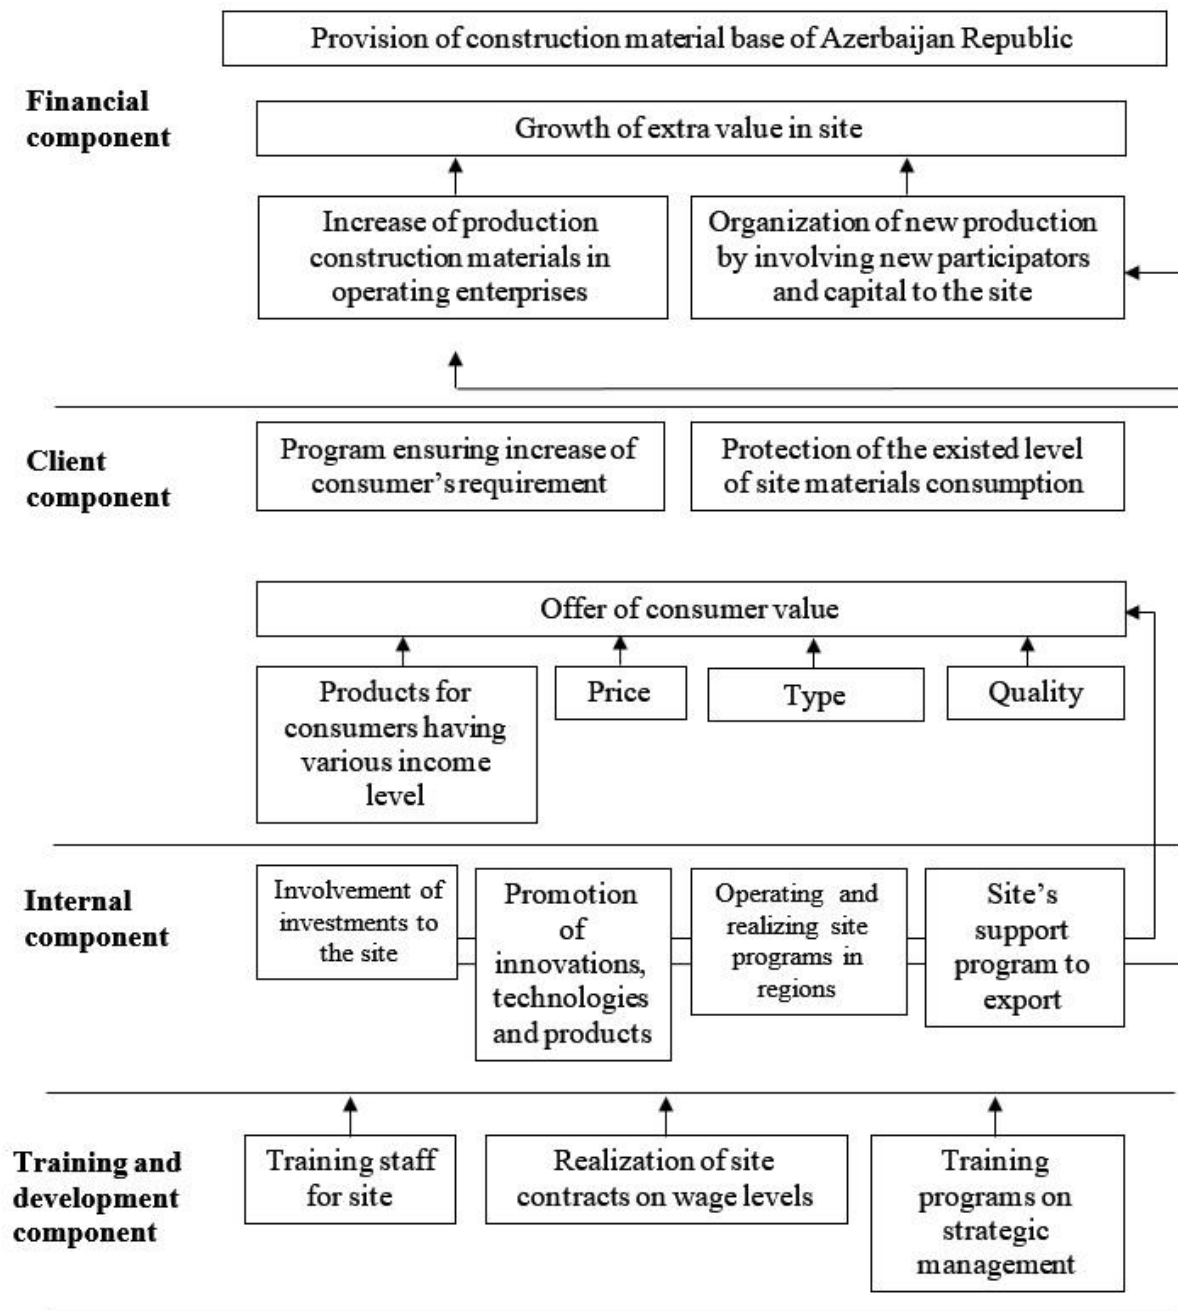 Provision of construction material base of Azerbaijan Republic
Financial
component
Growth of extra value in site
Increase of production
construction materials in
operating enterprises
Organization of new production
by involving new participators
and capital to the site
Client
component
Program ensuring increase of
consumer’s requirement
Protection of the existed level
of site materials consumption
Offer of consumer value
Products for
consumers having
various income
level
Price
Type
Quality
Internal
component
Involvement of
investments to
the site
Promotion
of
innovations,
technologies
and products
Operating and
realizing site
programs in
regions
Site’s
support
program to
export
Training and
development
component
Training staff
for site
Realization of site
contracts on wage levels
Training
programs on
strategic
management